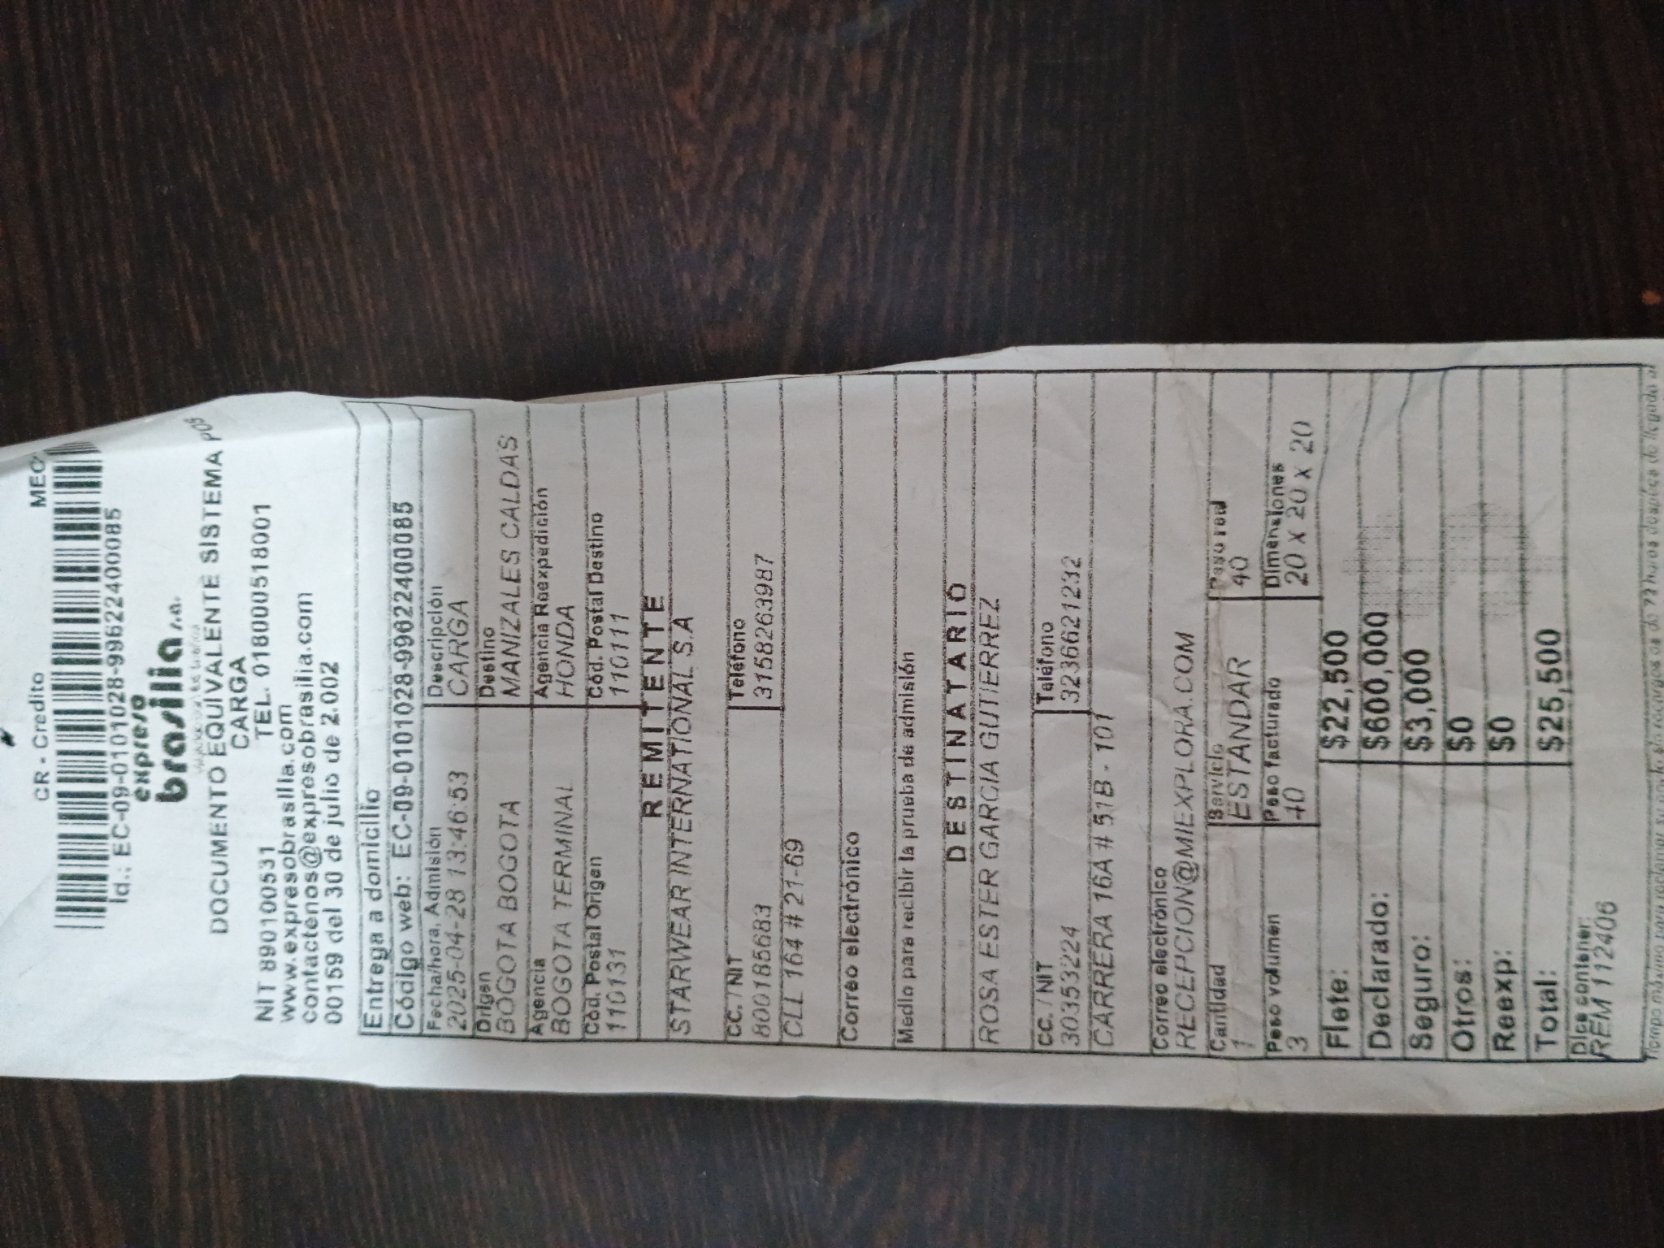 CR - Credito MEC
Id.: EC-09-0101028-9962240085
expreso
brasilia s.a.
DOCUMENTO EQUIVALENTE SISTEMA POS
CARGA
NIT 890100531 TEL. 018000518001
www.expresobrasilia.com
contactenos@expresobrasilia.com
00159 del 30 de julio de 2.002
Entrega a domicilio
Código web: EC-09-0101028-9962240085
Fecha/hora. Admisión Descripción
2025-04-28 13:46:53 CARGA
Origen Destino
BOGOTA BOGOTA MANIZALES CALDAS
Agencia Agencia Reexpedición
BOGOTA TERMINAL HONDA
Cód. Postal Origen Cód. Postal Destino
110131 110111
REMITENTE
STARWEAR INTERNATIONAL S.A
CC. / NIT Teléfono
800185683 3158263987
CLL 164 # 21-69
Correo electrónico
Medio para recibir la prueba de admisión
DESTINATARIO
ROSA ESTER GARCIA GUTIERREZ
CC. / NIT Teléfono
30353224 3236621232
CARRERA 16A # 51B - 101
Correo electrónico
RECEPCION@MIEXPLORA.COM
Cantidad Servicio Peso real
1 ESTANDAR 40
Peso volumen Peso facturado Dimensiones
3 40 20 x 20 x 20
Flete: $22,500
Declarado: $600,000
Seguro: $3,000
Otros: $0
Reexp: $0
Total: $25,500
Dice contener:
REM 112406
Tiempo máximo para reclamar su